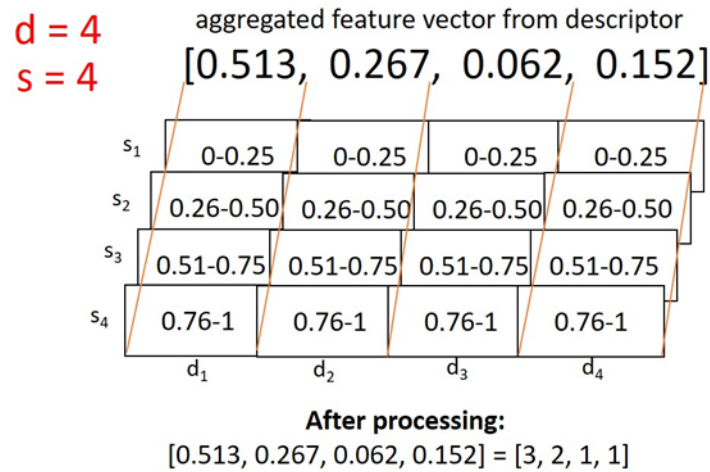 d = 4
s = 4
aggregated feature vector from descriptor
[0.513, 0.267, 0.062, 0.152]
s₁ 0-0.25 0-0.25 0-0.25 0-0.25
s₂ 0.26-0.50 0.26-0.50 0.26-0.50 0.26-0.50
s₃ 0.51-0.75 0.51-0.75 0.51-0.75 0.51-0.75
s₄ 0.76-1 0.76-1 0.76-1 0.76-1
d₁ d₂ d₃ d₄
After processing:
[0.513, 0.267, 0.062, 0.152] = [3, 2, 1, 1]